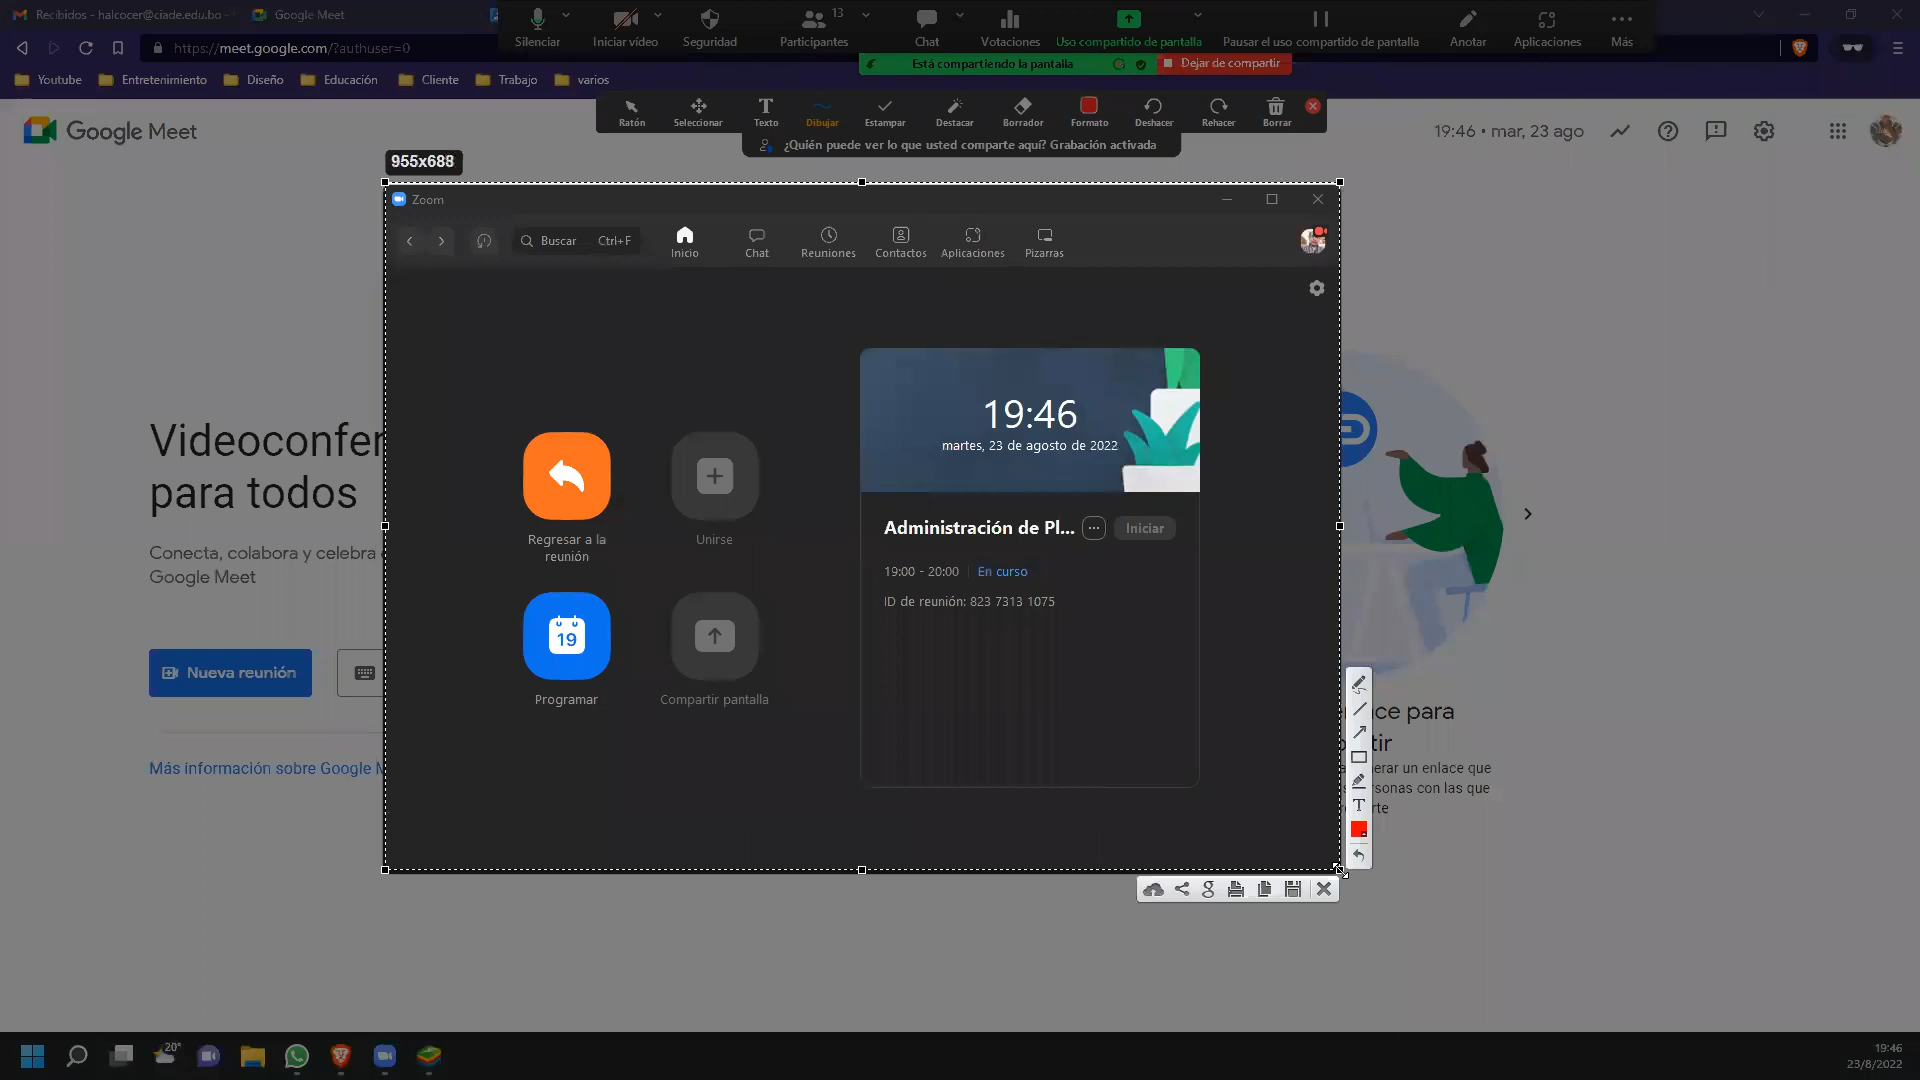 Recibidos - halcocer@ciade.edu.bo -
Google Meet
Silenciar
Iniciar vídeo
Seguridad
13
Participantes
Chat
Votaciones
Uso compartido de pantalla
Pausar el uso compartido de pantalla
Anotar
Aplicaciones
Más
https://meet.google.com/?authuser=0
Está compartiendo la pantalla
Dejar de compartir
Youtube
Entretenimiento
Diseño
Educación
Cliente
Trabajo
varios
Ratón
Seleccionar
Texto
Dibujar
Estampar
Destacar
Borrador
Formato
Deshacer
Rehacer
Borrar
¿Quién puede ver lo que usted comparte aquí? Grabación activada
Google Meet
19:46 • mar, 23 ago
955x688
Zoom
Buscar
Ctrl+F
Inicio
Chat
Reuniones
Contactos
Aplicaciones
Pizarras
19:46
martes, 23 de agosto de 2022
Videoconfer
para todos
Administración de Pl...
Iniciar
Regresar a la
reunión
Unirse
Conecta, colabora y celebra
Google Meet
19:00 - 20:00
En curso
ID de reunión: 823 7313 1075
19
Programar
Compartir pantalla
Nueva reunión
Más información sobre Google M
ce para
tir
erar un enlace que
rsonas con las que
rte
20°
19:46
23/8/2022